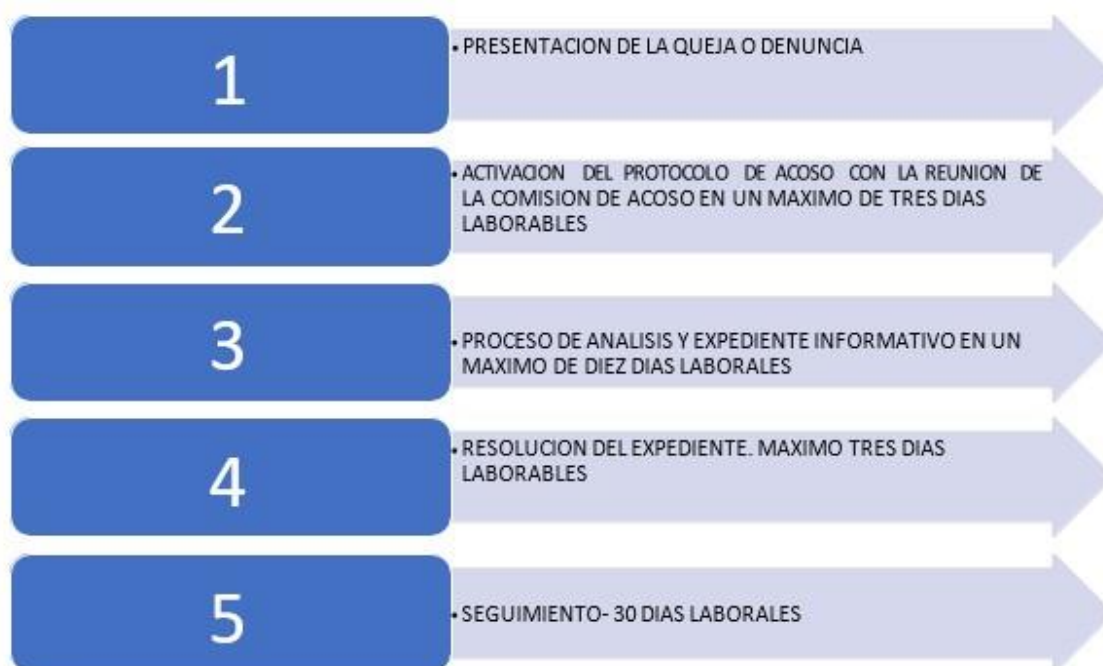 1
• PRESENTACION DE LA QUEJA O DENUNCIA
2
• ACTIVACION DEL PROTOCOLO DE ACOSO CON LA REUNION DE
LA COMISION DE ACOSO EN UN MAXIMO DE TRES DIAS
LABORABLES
3
• PROCESO DE ANALISIS Y EXPEDIENTE INFORMATIVO EN UN
MAXIMO DE DIEZ DIAS LABORALES
4
• RESOLUCION DEL EXPEDIENTE. MAXIMO TRES DIAS
LABORABLES
5
• SEGUIMIENTO- 30 DIAS LABORALES